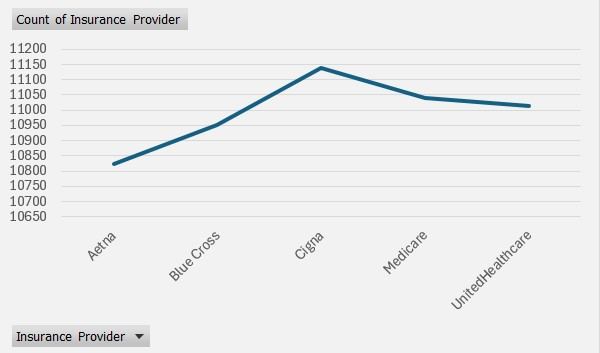 Count of Insurance Provider
11200
11150
11100
11050
11000
10950
10900
10850
10800
10750
10700
10650
Aetna
Blue Cross
Cigna
Medicare
UnitedHealthcare
Insurance Provider